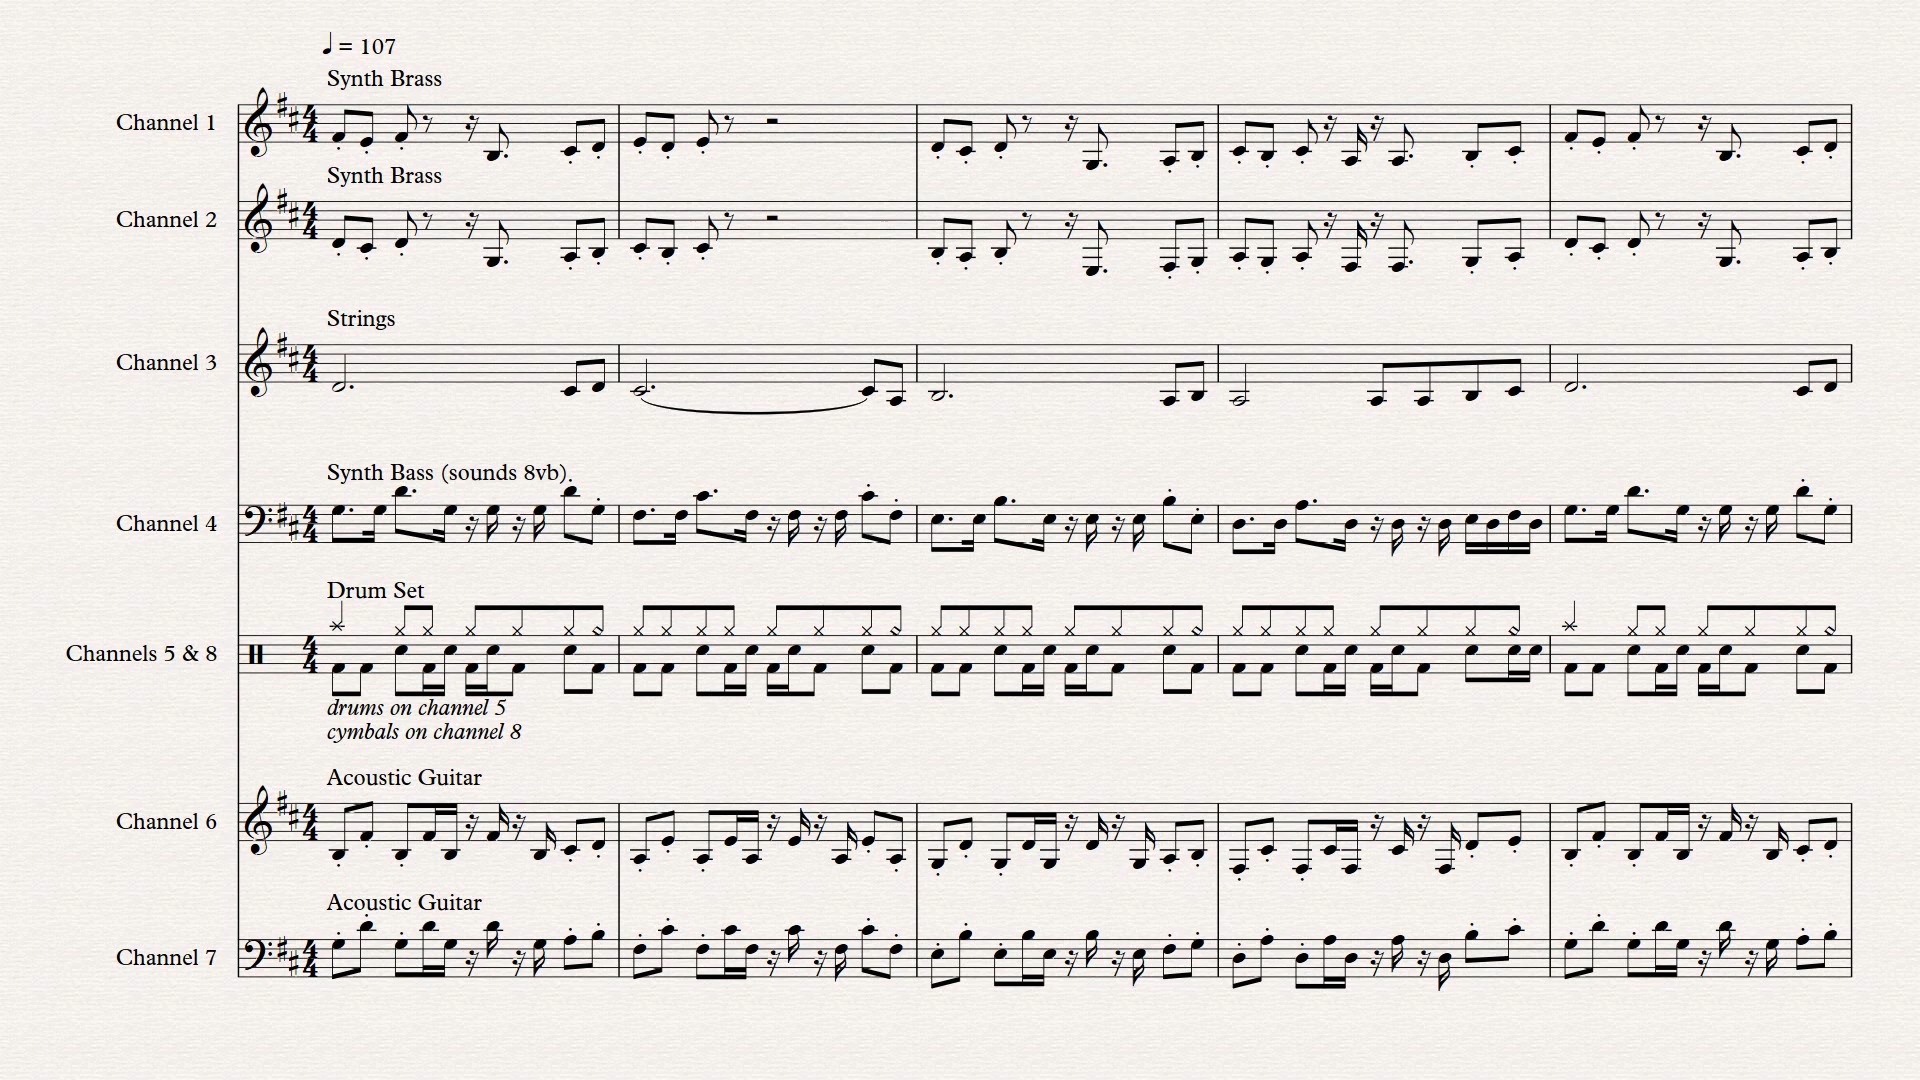 ♩ = 107
Synth Brass
Channel 1
Synth Brass
Channel 2
Strings
Channel 3
Synth Bass (sounds 8vb)
Channel 4
Drum Set
Channels 5 & 8
drums on channel 5
cymbals on channel 8
Acoustic Guitar
Channel 6
Acoustic Guitar
Channel 7